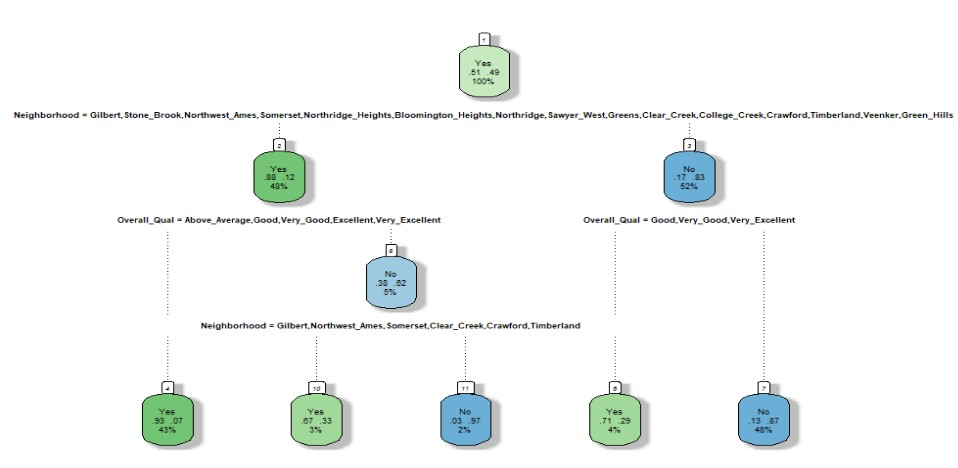 1
Yes
.51 .49
100%
Neighborhood = Gilbert,Stone_Brook,Northwest_Ames,Somerset,Northridge_Heights,Bloomington_Heights,Northridge,Sawyer_West,Greens,Clear_Creek,College_Creek,Crawford,Timberland,Veenker,Green_Hills
2
Yes
.88 .12
48%
3
No
.17 .83
52%
Overall_Qual = Above_Average,Good,Very_Good,Excellent,Very_Excellent
Overall_Qual = Good,Very_Good,Very_Excellent
5
No
.38 .62
5%
Neighborhood = Gilbert,Northwest_Ames,Somerset,Clear_Creek,Crawford,Timberland
4
Yes
.93 .07
43%
10
Yes
.67 .33
3%
11
No
.03 .97
2%
6
Yes
.71 .29
4%
7
No
.13 .87
48%